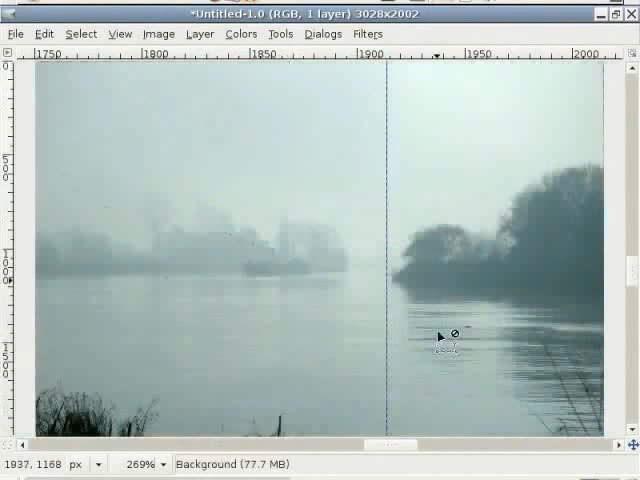 *Untitled-1.0 (RGB, 1 layer) 3028x2002
File Edit Select View Image Layer Colors Tools Dialogs Filters
1750 1800 1850 1900 1950 2000
1937, 1168 px 269% Background (77.7 MB)